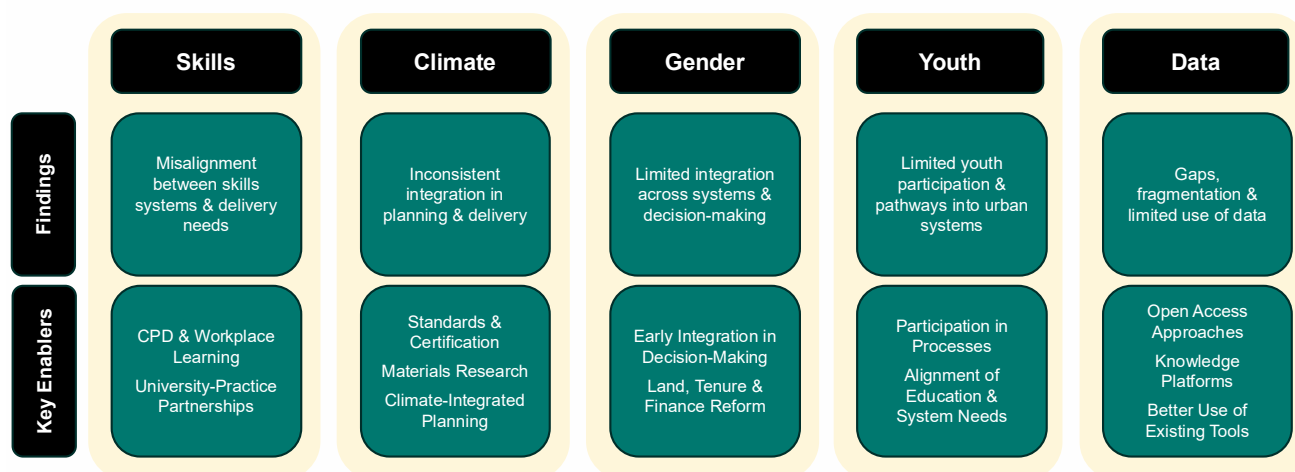 Skills
Climate
Gender
Youth
Data
Findings
Misalignment
between skills
systems & delivery
needs
Inconsistent
integration in
planning & delivery
Limited integration
across systems &
decision-making
Limited youth
participation &
pathways into urban
systems
Gaps,
fragmentation &
limited use of data
Key Enablers
CPD & Workplace
Learning
University-Practice
Partnerships
Standards &
Certification
Materials Research
Climate-Integrated
Planning
Early Integration in
Decision-Making
Land, Tenure &
Finance Reform
Participation in
Processes
Alignment of
Education &
System Needs
Open Access
Approaches
Knowledge
Platforms
Better Use of
Existing Tools